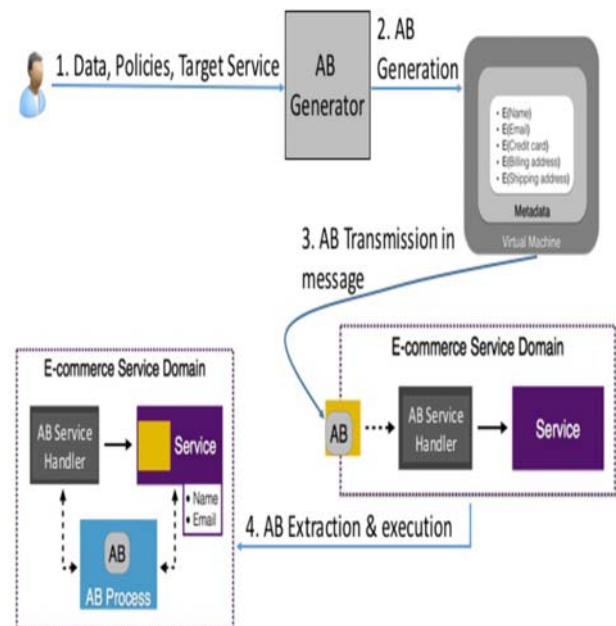 1. Data, Policies, Target Service
AB
Generator
2. AB
Generation
• E(Name)
• E(Email)
• E(Credit card)
• E(Billing address)
• E(Shipping address)
Metadata
Virtual Machine
3. AB Transmission in
message
E-commerce Service Domain
AB
AB Service
Handler
Service
4. AB Extraction & execution
E-commerce Service Domain
AB Service
Handler
Service
• Name
• Email
AB
AB Process